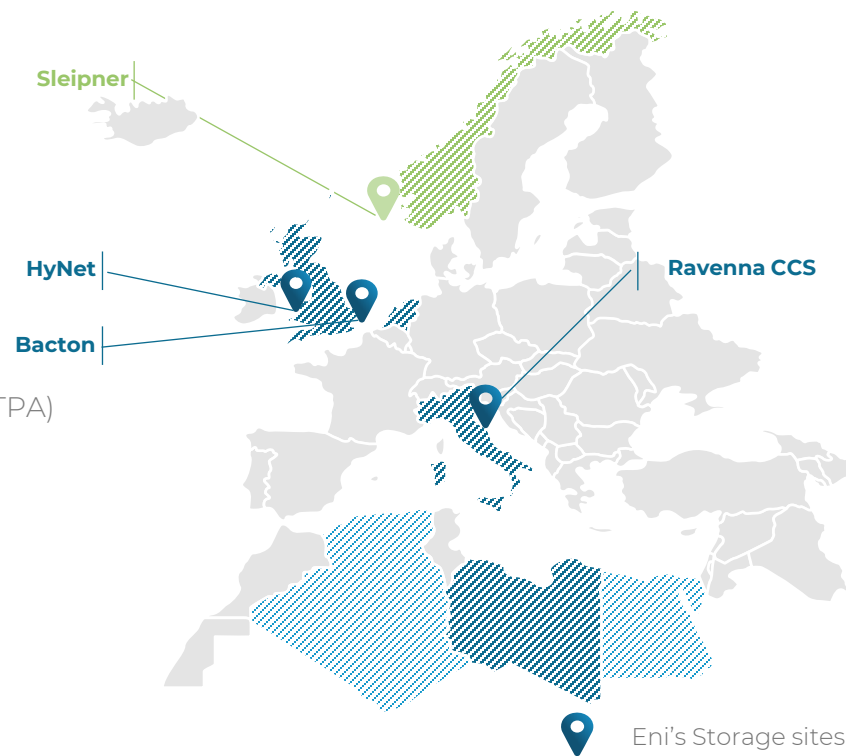 Sleipner
HyNet
Ravenna CCS
Bacton
TPA)
Eni's Storage sites